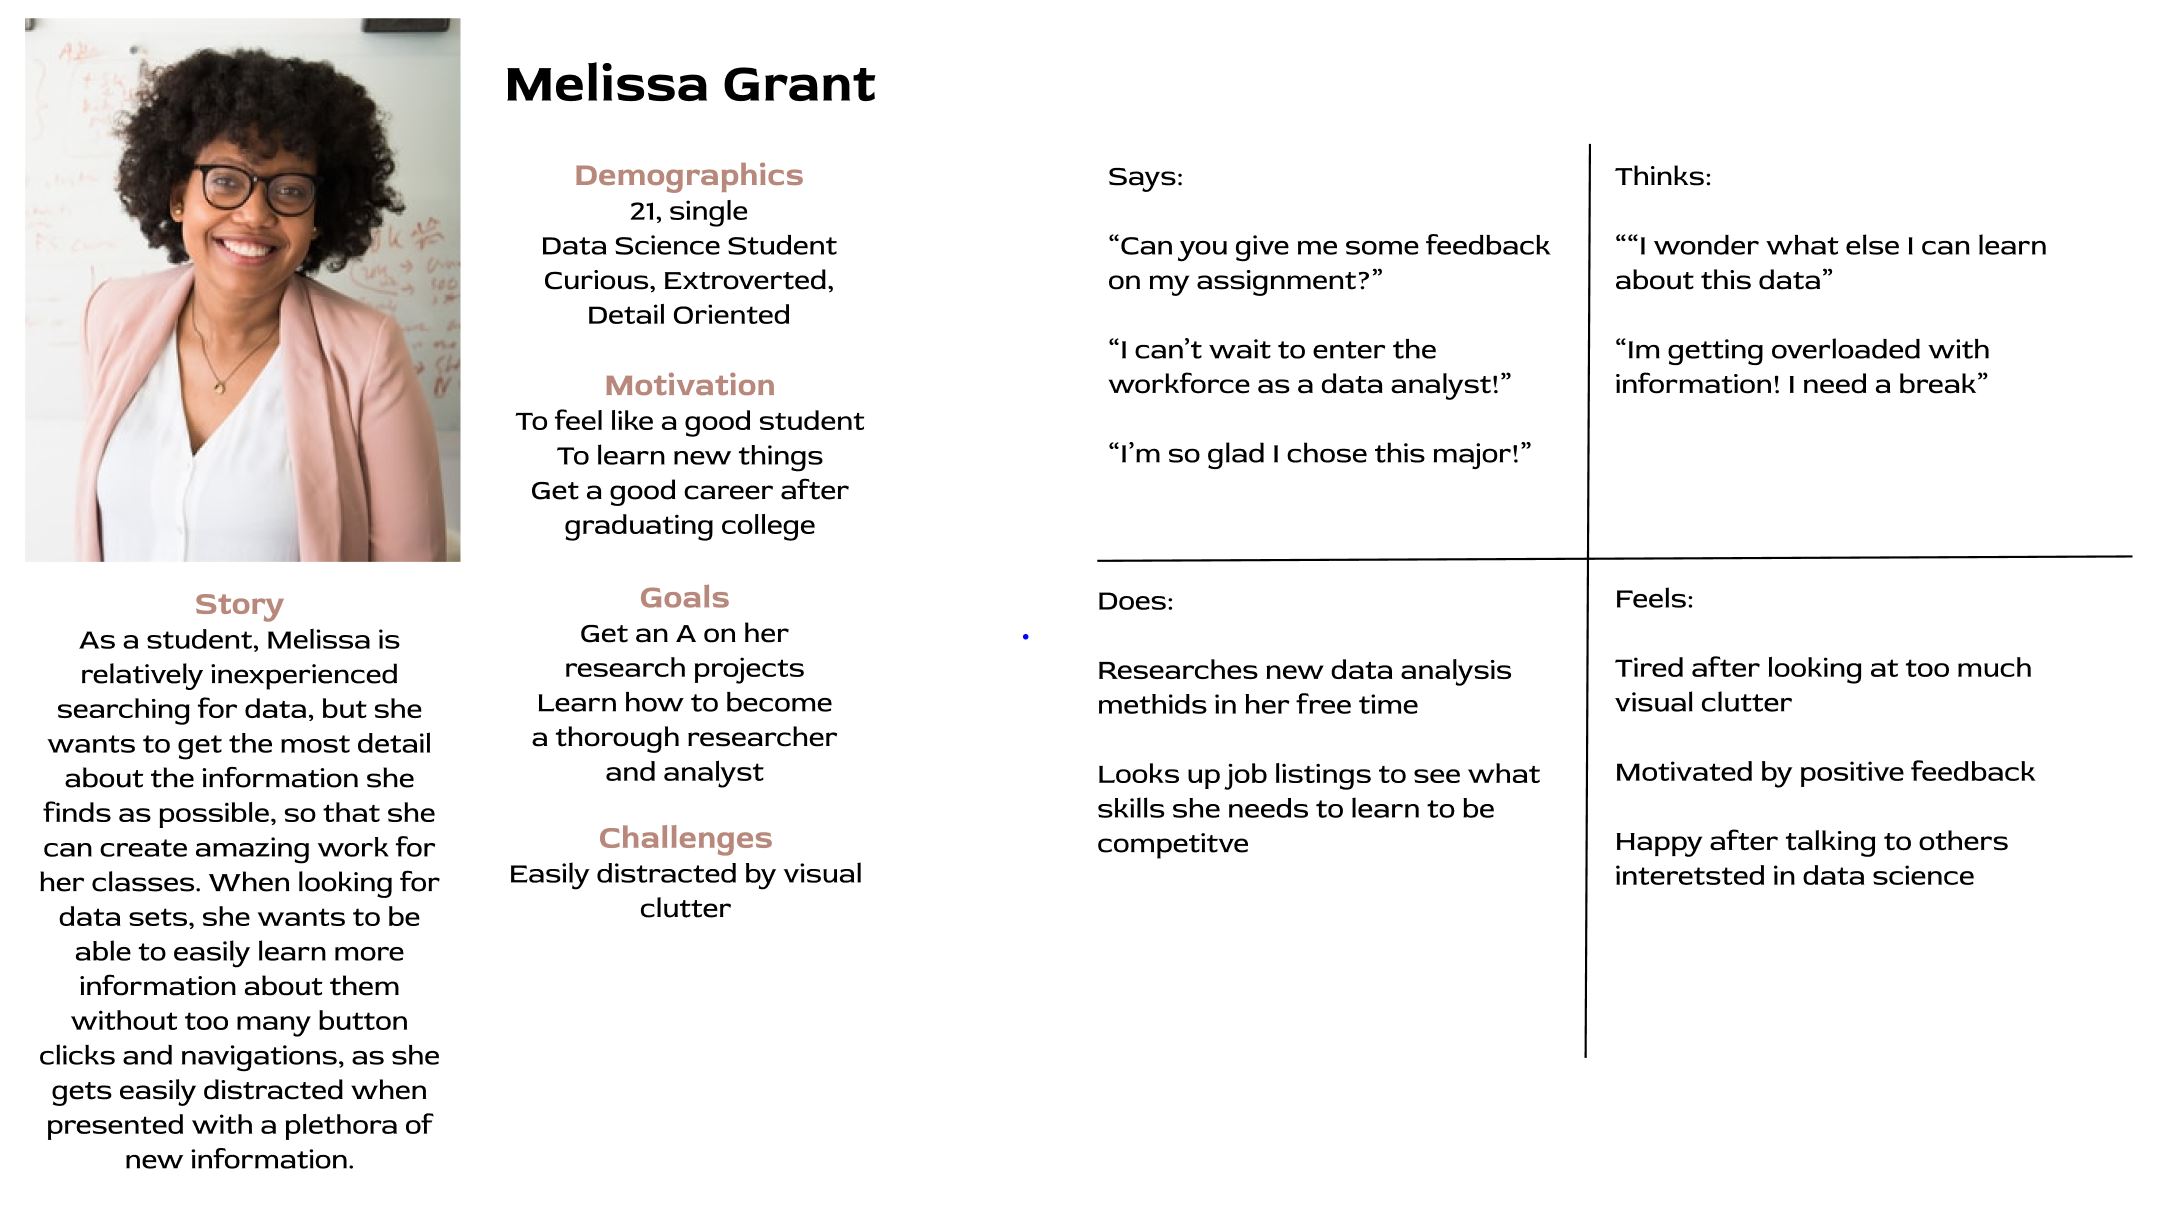 Melissa Grant
Demographics
21, single
Data Science Student
Curious, Extroverted,
Detail Oriented
Motivation
To feel like a good student
To learn new things
Get a good career after
graduating college
Goals
Get an A on her
research projects
Learn how to become
a thorough researcher
and analyst
Challenges
Easily distracted by visual
clutter
Story
As a student, Melissa is
relatively inexperienced
searching for data, but she
wants to get the most detail
about the information she
finds as possible, so that she
can create amazing work for
her classes. When looking for
data sets, she wants to be
able to easily learn more
information about them
without too many button
clicks and navigations, as she
gets easily distracted when
presented with a plethora of
new information.
Says:
“Can you give me some feedback
on my assignment?”
“I can’t wait to enter the
workforce as a data analyst!”
“I’m so glad I chose this major!”
Thinks:
““I wonder what else I can learn
about this data”
“Im getting overloaded with
information! I need a break”
Does:
Researches new data analysis
methids in her free time
Looks up job listings to see what
skills she needs to learn to be
competitve
Feels:
Tired after looking at too much
visual clutter
Motivated by positive feedback
Happy after talking to others
interetsted in data science